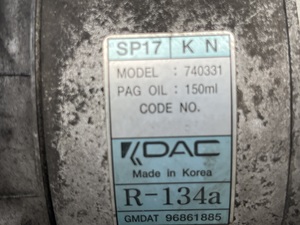 SP17 K N
MODEL : 740331
PAG OIL : 150ml
CODE NO.
DAC
Made in Korea
R-134a
GMDAT 96861885